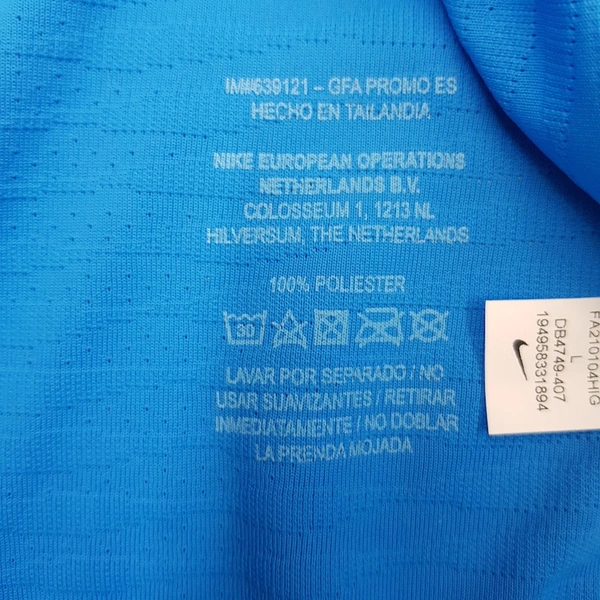 IM#639121 – GFA PROMO ES
HECHO EN TAILANDIA
NIKE EUROPEAN OPERATIONS
NETHERLANDS B.V.
COLOSSEUM 1, 1213 NL
HILVERSUM, THE NETHERLANDS
100% POLIESTER
30
LAVAR POR SEPARADO / NO
USAR SUAVIZANTES / RETIRAR
INMEDIATAMENTE / NO DOBLAR
LA PRENDA MOJADA
FA210104HIG
L
DB4749-407
194958331894